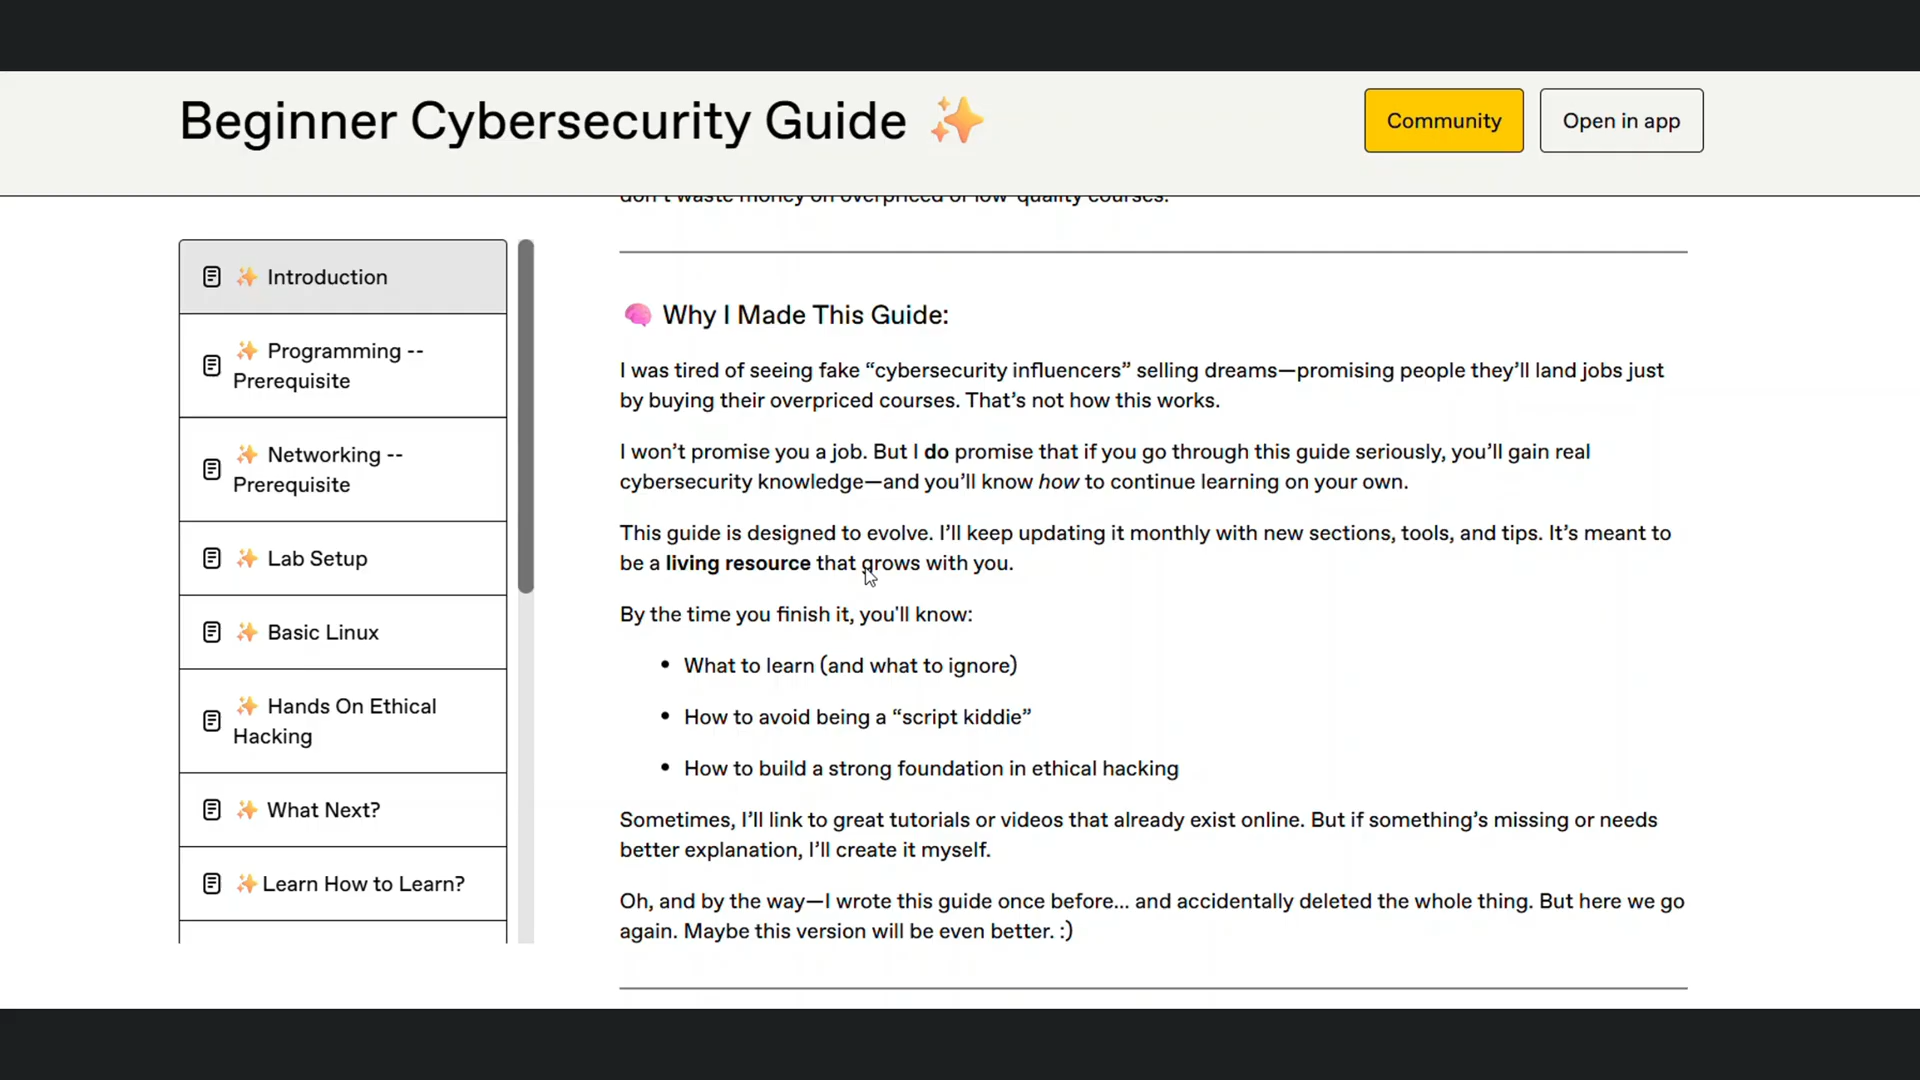 Beginner Cybersecurity Guide ✨
Community
Open in app
don't waste money on overpriced or low-quality courses.
✨ Introduction
✨ Programming --
Prerequisite
✨ Networking --
Prerequisite
✨ Lab Setup
✨ Basic Linux
✨ Hands On Ethical
Hacking
✨ What Next?
✨Learn How to Learn?
🧠 Why I Made This Guide:
I was tired of seeing fake “cybersecurity influencers” selling dreams—promising people they’ll land jobs just
by buying their overpriced courses. That’s not how this works.
I won’t promise you a job. But I do promise that if you go through this guide seriously, you’ll gain real
cybersecurity knowledge—and you’ll know how to continue learning on your own.
This guide is designed to evolve. I’ll keep updating it monthly with new sections, tools, and tips. It’s meant to
be a living resource that grows with you.
By the time you finish it, you'll know:
• What to learn (and what to ignore)
• How to avoid being a “script kiddie”
• How to build a strong foundation in ethical hacking
Sometimes, I’ll link to great tutorials or videos that already exist online. But if something’s missing or needs
better explanation, I’ll create it myself.
Oh, and by the way—I wrote this guide once before... and accidentally deleted the whole thing. But here we go
again. Maybe this version will be even better. :)